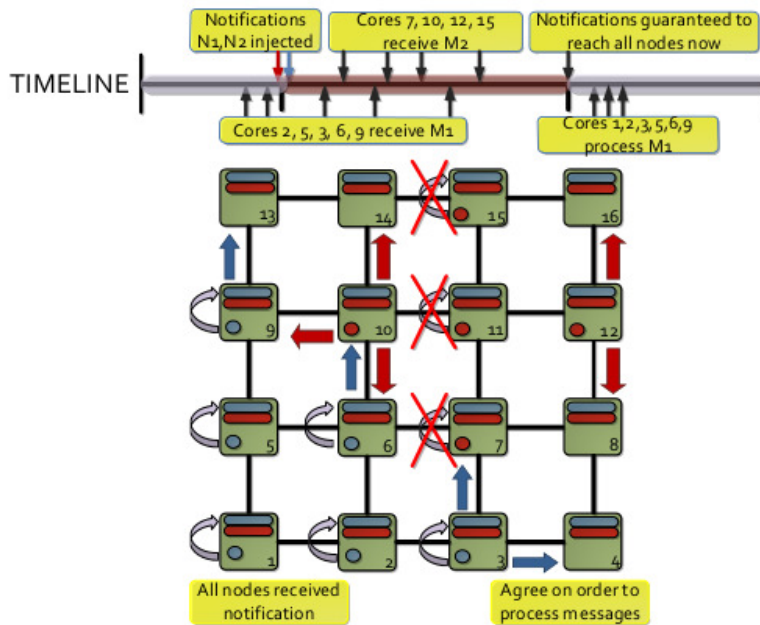 Notifications
N1,N2 injected
Cores 7, 10, 12, 15
receive M2
Notifications guaranteed to
reach all nodes now
TIMELINE
Cores 2, 5, 3, 6, 9 receive M1
Cores 1,2,3,5,6,9
process M1
13
14
15
16
9
10
11
12
5
6
7
8
1
2
3
4
All nodes received
notification
Agree on order to
process messages